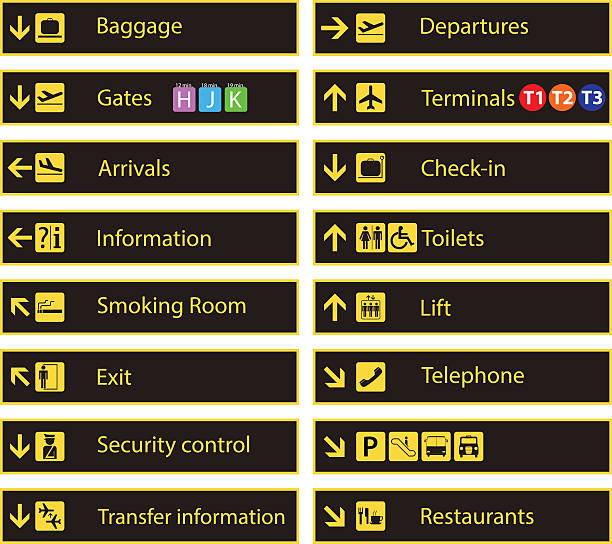 Baggage
Departures
12 min. 18 min. 19 min.
Gates H J K
Terminals T1 T2 T3
Arrivals
Check-in
?i Information
Toilets
Smoking Room
Lift
Exit
Telephone
Security control
P
Transfer information
Restaurants